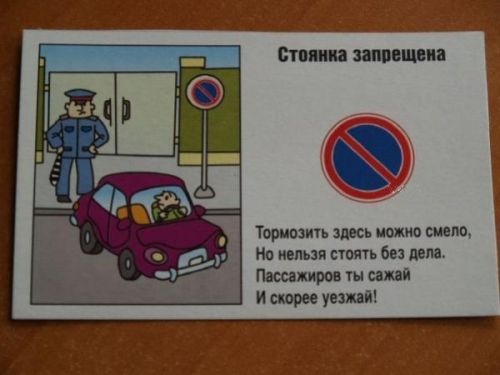 Стоянка запрещена
Тормозить здесь можно смело,
Но нельзя стоять без дела.
Пассажиров ты сажай
И скорее уезжай!